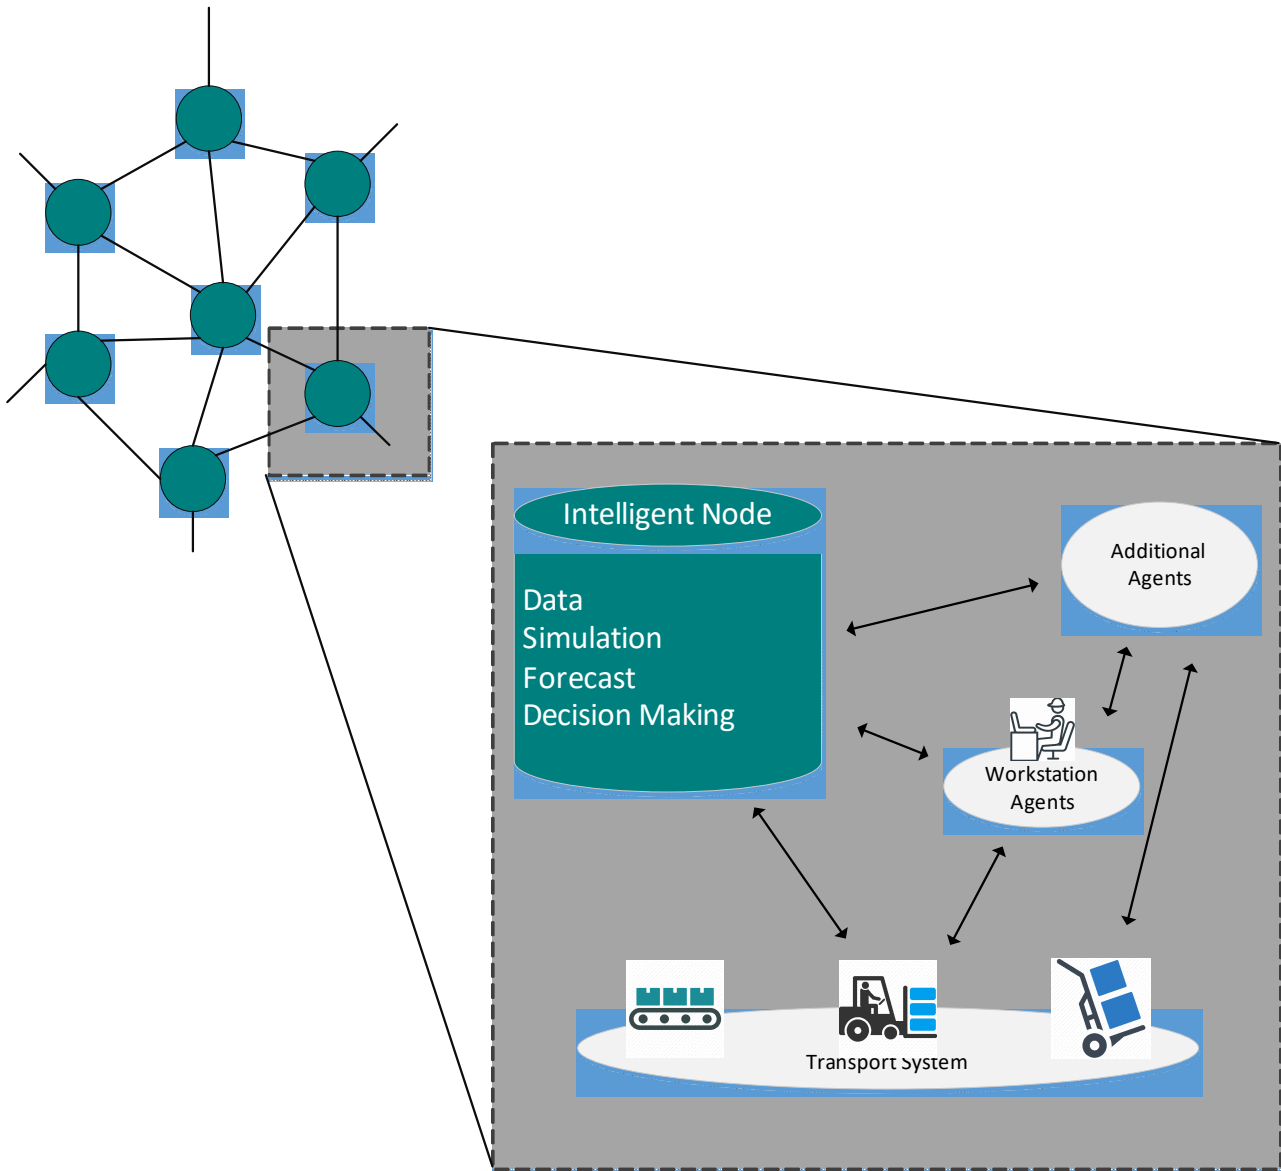 Intelligent Node
Data
Simulation
Forecast
Decision Making
Additional
Agents
Workstation
Agents
Transport System